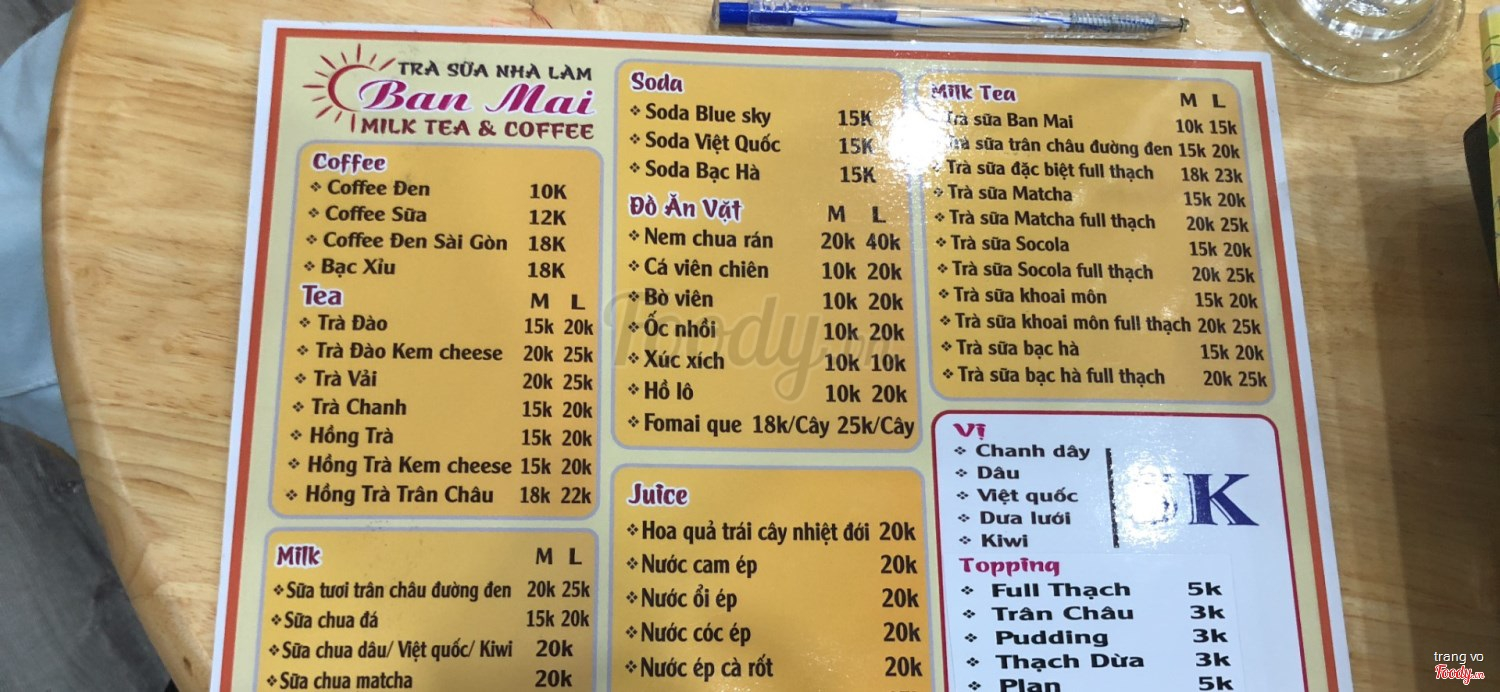 TRÀ SỮA NHÀ LÀM
Ban Mai
MILK TEA & COFFEE
Coffee
Coffee Đen 10K
Coffee Sữa 12K
Coffee Đen Sài Gòn 18K
Bạc Xỉu 18K
Tea M L
Trà Đào 15k 20k
Trà Đào Kem cheese 20k 25k
Trà Vải 20k 25k
Trà Chanh 15k 20k
Hồng Trà 15k 20k
Hồng Trà Kem cheese 15k 20k
Hồng Trà Trân Châu 18k 22k
Milk M L
Sữa tươi trân châu đường đen 20k 25k
Sữa chua đá 15k 20k
Sữa chua dâu/ Việt quốc/ Kiwi 20k
Sữa chua matcha 20k
Soda
Soda Blue sky 15K
Soda Việt Quốc 15K
Soda Bạc Hà 15K
Đồ Ăn Vặt M L
Nem chua rán 20k 40k
Cá viên chiên 10k 20k
Bò viên 10k 20k
Ốc nhồi 10k 20k
Xúc xích 10k 10k
Hồ lô 10k 20k
Fomai que 18k/Cây 25k/Cây
Juice
Hoa quả trái cây nhiệt đới 20k
Nước cam ép 20k
Nước ổi ép 20k
Nước cóc ép 20k
Nước ép cà rốt 20k
Milk Tea M L
Trà sữa Ban Mai 10k 15k
Trà sữa trân châu đường đen 15k 20k
Trà sữa đặc biệt full thạch 18k 23k
Trà sữa Matcha 15k 20k
Trà sữa Matcha full thạch 20k 25k
Trà sữa Socola 15k 20k
Trà sữa Socola full thạch 20k 25k
Trà sữa khoai môn 15k 20k
Trà sữa khoai môn full thạch 20k 25k
Trà sữa bạc hà 15k 20k
Trà sữa bạc hà full thạch 20k 25k
Vị
Chanh dây
Dâu
Việt quốc
Dưa lưới
Kiwi
K
Topping
Full Thạch 5k
Trân Châu 3k
Pudding 3k
Thạch Dừa 3k
Plan 5k
Foody.vn
trang vo
Foody.vn